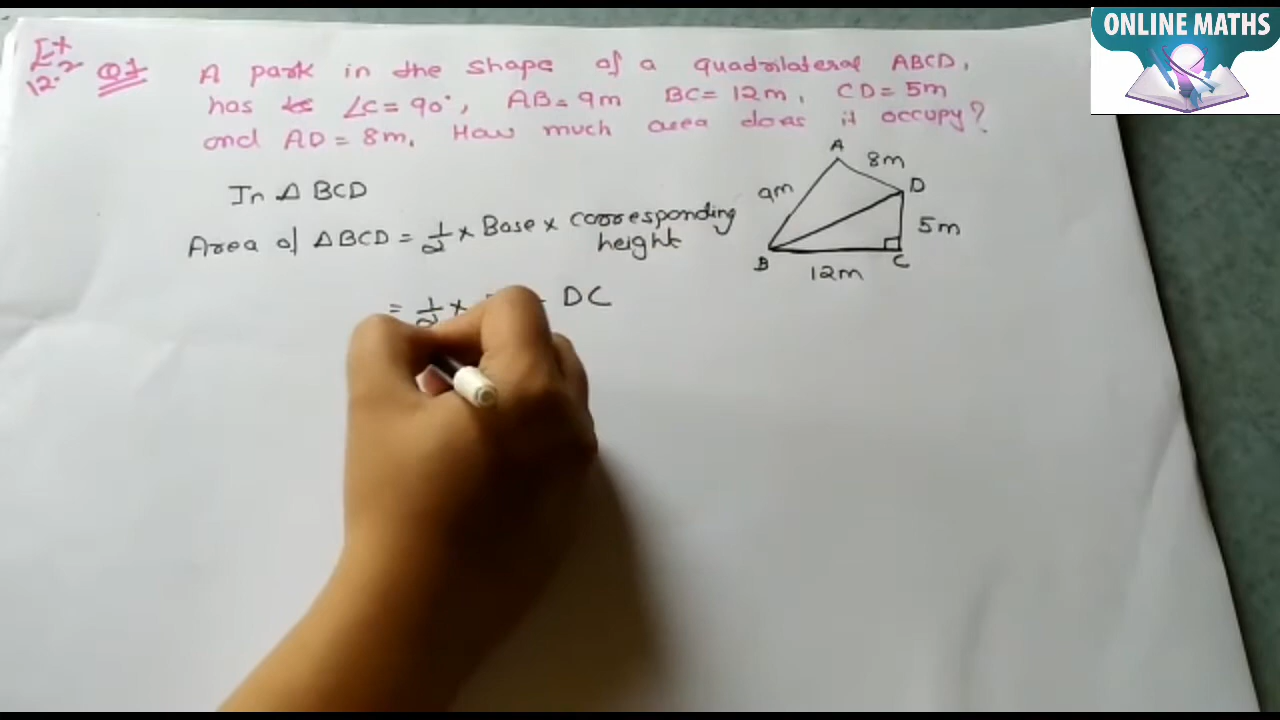 ONLINE MATHS
Ex
12.2
Q1 A park in the shape of a quadrilateral ABCD,
has ∠C = 90°, AB = 9m BC = 12m, CD = 5m
and AD = 8m. How much area does it occupy?
In △ BCD
Area of △BCD = 1/2 × Base × corresponding
height
= 1/2 × DC
A
8m
9m
D
5m
B
C
12m